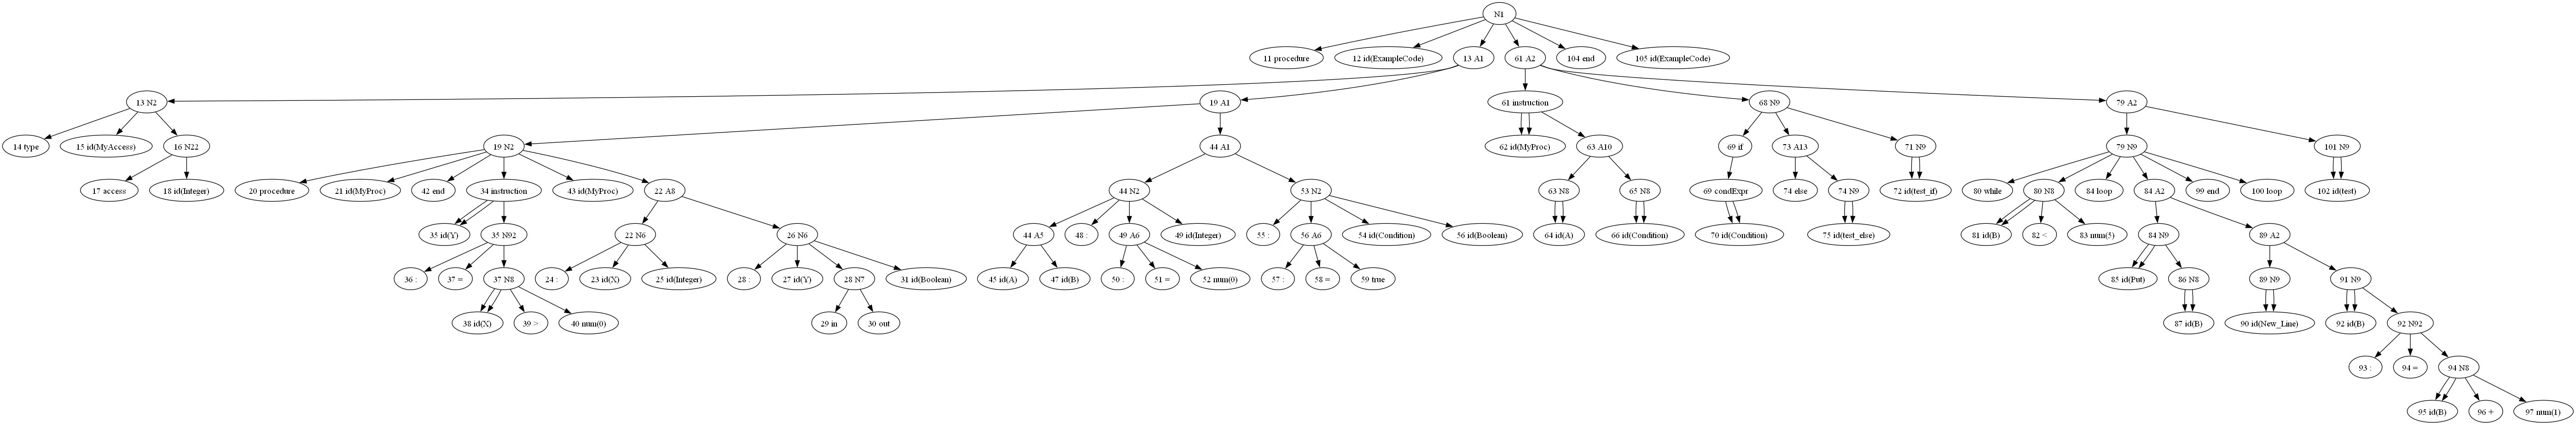 N1
11 procedure
12 id(ExampleCode)
13 A1
61 A2
104 end
105 id(ExampleCode)
13 N2
19 A1
61 instruction
68 N9
79 A2
14 type
15 id(MyAccess)
16 N22
19 N2
44 A1
62 id(MyProc)
63 A10
69 if
73 A13
71 N9
79 N9
101 N9
17 access
18 id(Integer)
20 procedure
21 id(MyProc)
42 end
34 instruction
43 id(MyProc)
22 A8
44 N2
53 N2
63 N8
65 N8
69 condExpr
74 else
74 N9
72 id(test_if)
80 while
80 N8
84 loop
84 A2
99 end
100 loop
102 id(test)
35 id(Y)
35 N92
22 N6
26 N6
44 A5
48 :
49 A6
49 id(Integer)
55 :
56 A6
54 id(Condition)
56 id(Boolean)
64 id(A)
66 id(Condition)
70 id(Condition)
75 id(test_else)
81 id(B)
82 <
83 num(5)
84 N9
89 A2
36 :
37 =
37 N8
24 :
23 id(X)
25 id(Integer)
28 :
27 id(Y)
28 N7
31 id(Boolean)
45 id(A)
47 id(B)
50 :
51 =
52 num(0)
57 :
58 =
59 true
85 id(Put)
86 N8
89 N9
91 N9
38 id(X)
39 >
40 num(0)
29 in
30 out
87 id(B)
90 id(New_Line)
92 id(B)
92 N92
93 :
94 =
94 N8
95 id(B)
96 +
97 num(1)